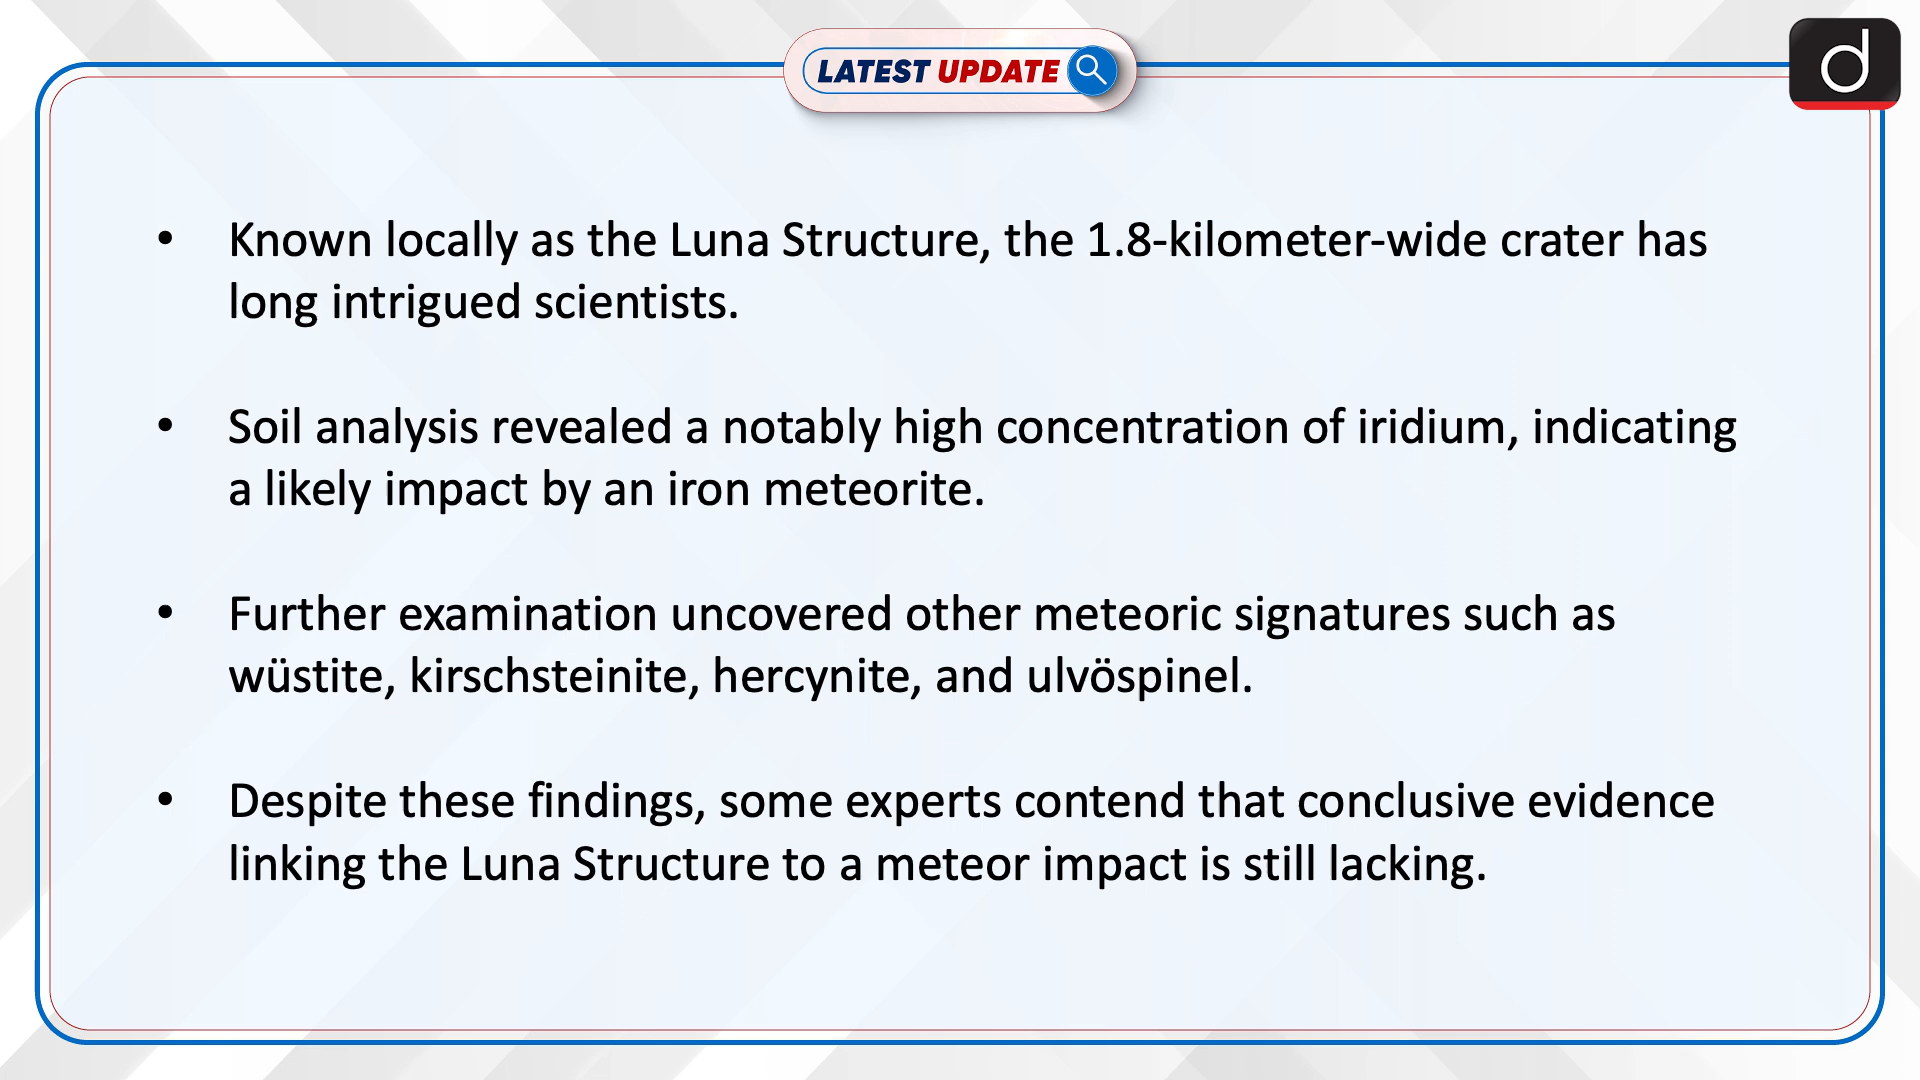 LATEST UPDATE
d
• Known locally as the Luna Structure, the 1.8-kilometer-wide crater has
long intrigued scientists.
• Soil analysis revealed a notably high concentration of iridium, indicating
a likely impact by an iron meteorite.
• Further examination uncovered other meteoric signatures such as
wüstite, kirschsteinite, hercynite, and ulvöspinel.
• Despite these findings, some experts contend that conclusive evidence
linking the Luna Structure to a meteor impact is still lacking.